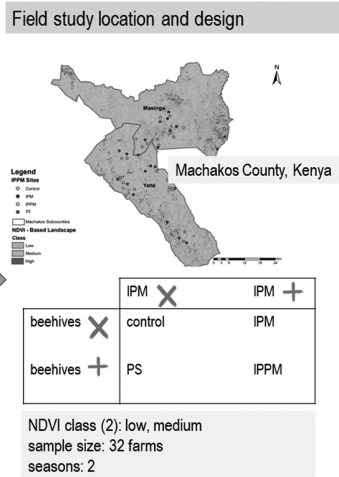 Field study location and design
N
Masinga
Machakos County, Kenya
Yatta
Legend
IPPM Sites
Control
IPM
IPPM
PS
Machakos Subcounties
NDVI - Based Landscape
Class
Low
Medium
High
IPM IPM
beehives control IPM
beehives PS IPPM
NDVI class (2): low, medium
sample size: 32 farms
seasons: 2